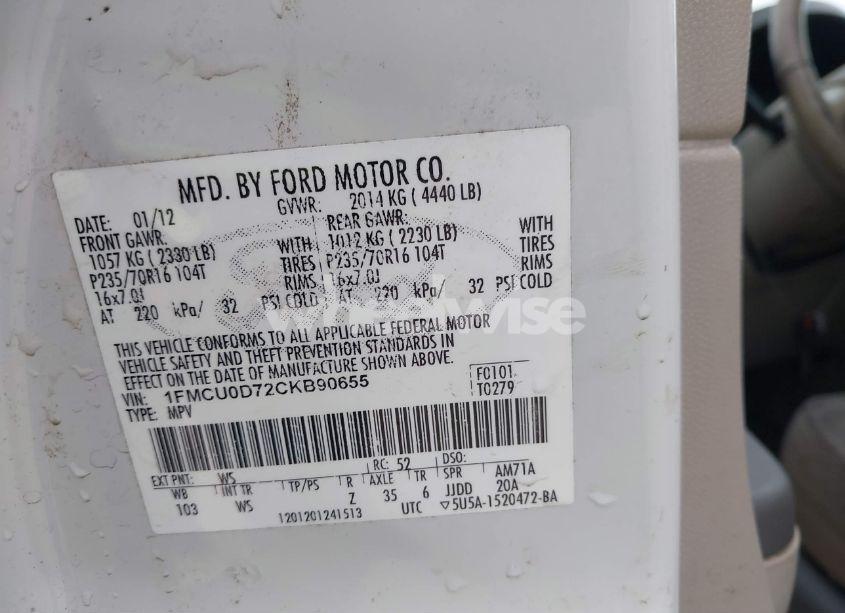 MFD. BY FORD MOTOR CO.
DATE: 01/12 GVWR: 2014 KG ( 4440 LB)
FRONT GAWR: REAR GAWR:
1057 KG ( 2330 LB) WITH 1012 KG ( 2230 LB) WITH
P235/70R16 104T TIRES P235/70R16 104T TIRES
16x7.0J RIMS 16x7.0J RIMS
AT 220 kPa/ 32 PSI COLD AT 220 kPa/ 32 PSI COLD
wheelwise
THIS VEHICLE CONFORMS TO ALL APPLICABLE FEDERAL MOTOR
VEHICLE SAFETY AND THEFT PREVENTION STANDARDS IN
EFFECT ON THE DATE OF MANUFACTURE SHOWN ABOVE.
VIN: 1FMCU0D72CKB90655 F0101
TYPE: MPV T0279
EXT PNT: WS RC: 52 DSO:
WB INT TR TP/PS R AXLE TR SPR AM71A
103 WS Z 35 6 JJDD 20A
1201201241513 UTC ▽5U5A-1520472-BA